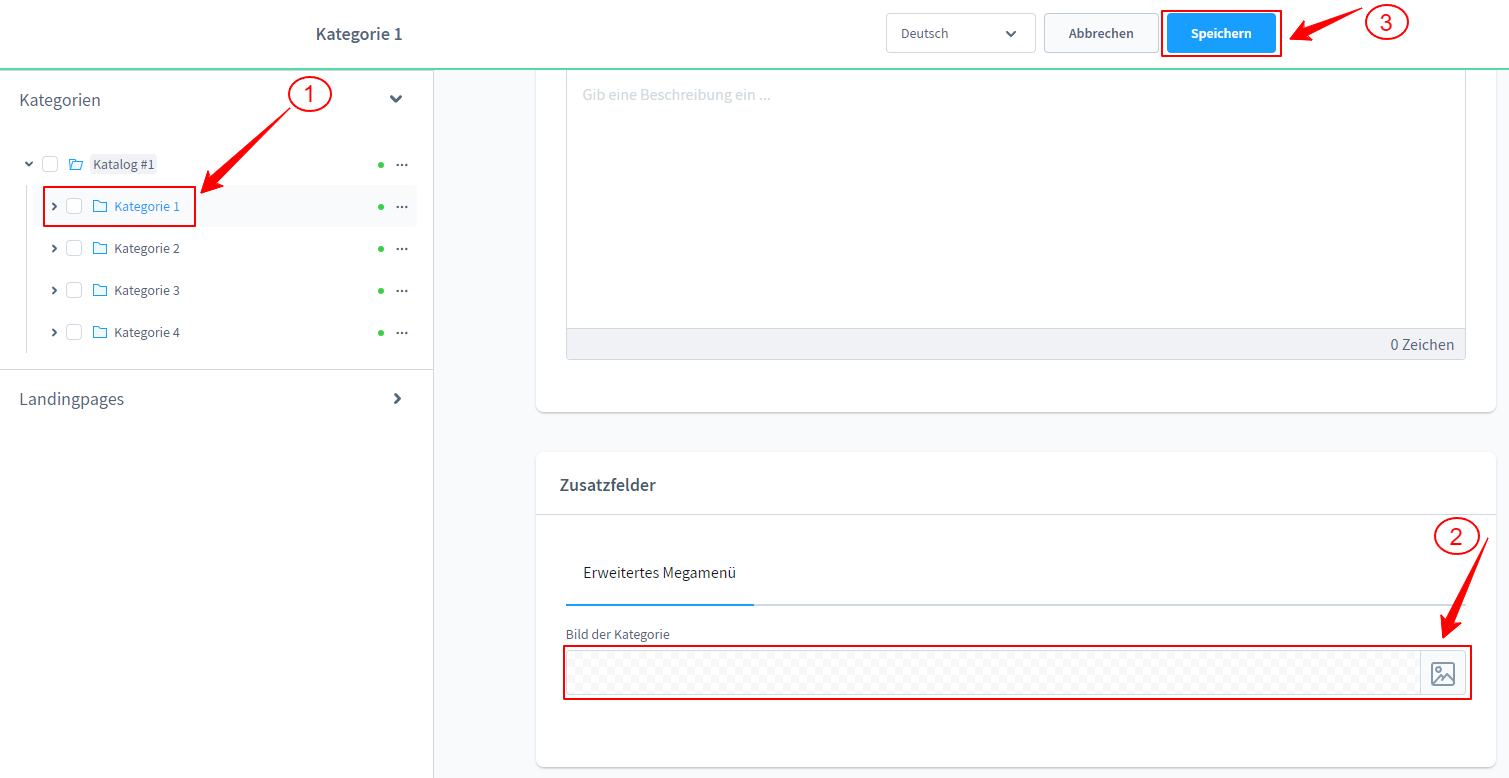 Kategorie 1
Deutsch
Abbrechen
Speichern
3
Kategorien
1
Katalog #1
Kategorie 1
Kategorie 2
Kategorie 3
Kategorie 4
Landingpages
Gib eine Beschreibung ein ...
0 Zeichen
Zusatzfelder
2
Erweitertes Megamenü
Bild der Kategorie